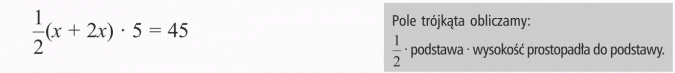 1/2(x + 2x) · 5 = 45
Pole trójkąta obliczamy:
1/2 · podstawa · wysokość prostopadła do podstawy.